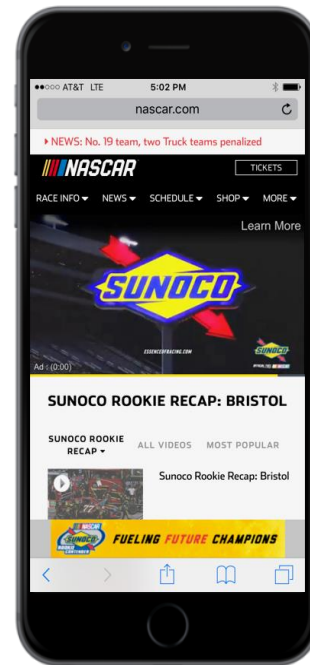 AT&T LTE 5:02 PM
nascar.com
NEWS: No. 19 team, two Truck teams penalized
NASCAR
TICKETS
RACE INFO NEWS SCHEDULE SHOP MORE
Learn More
SUNOCO
ESSENCEOFRACING.COM
SUNOCO
Ad : (0:00)
SUNOCO ROOKIE RECAP: BRISTOL
SUNOCO ROOKIE RECAP
ALL VIDEOS
MOST POPULAR
Sunoco Rookie Recap: Bristol
SUNOCO
FUELING FUTURE CHAMPIONS